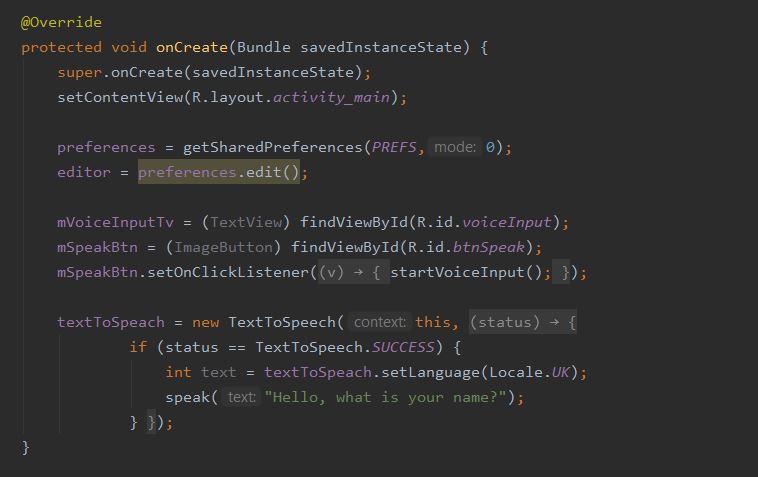 @Override
protected void onCreate(Bundle savedInstanceState) {
super.onCreate(savedInstanceState);
setContentView(R.layout.activity_main);
preferences = getSharedPreferences(PREFS, mode: 0);
editor = preferences.edit();
mVoiceInputTv = (TextView) findViewById(R.id.voiceInput);
mSpeakBtn = (ImageButton) findViewById(R.id.btnSpeak);
mSpeakBtn.setOnClickListener((v) → { startVoiceInput(); });
textToSpeach = new TextToSpeech( context: this, (status) → {
if (status == TextToSpeech.SUCCESS) {
int text = textToSpeach.setLanguage(Locale.UK);
speak( text: "Hello, what is your name?");
} });
}